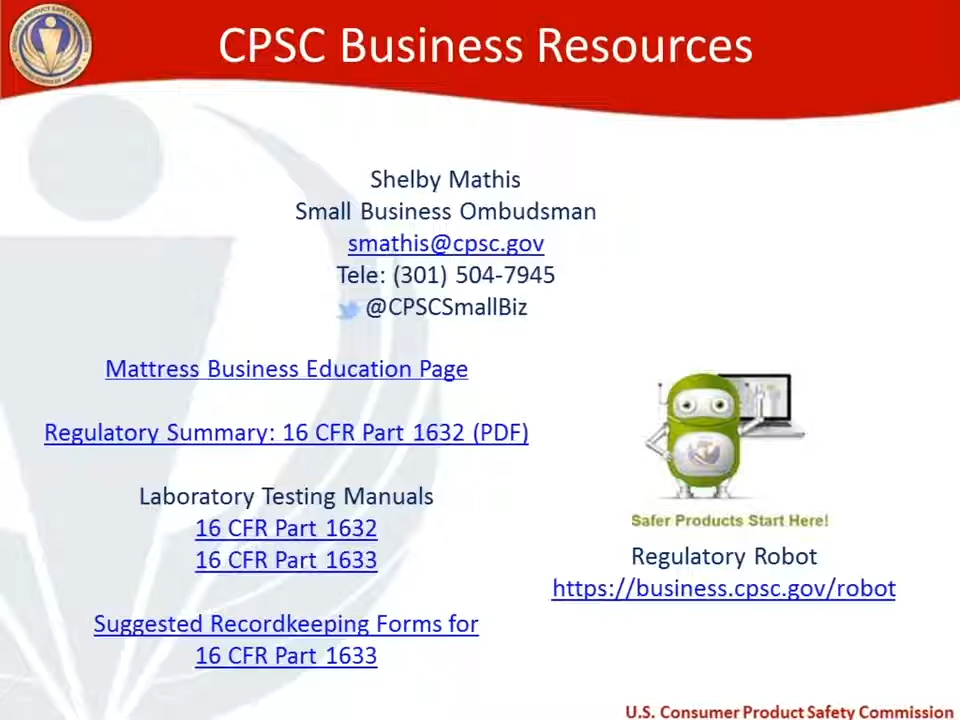 CPSC Business Resources
Shelby Mathis
Small Business Ombudsman
smathis@cpsc.gov
Tele: (301) 504-7945
@CPSCSmallBiz
Mattress Business Education Page
Regulatory Summary: 16 CFR Part 1632 (PDF)
Laboratory Testing Manuals
16 CFR Part 1632
16 CFR Part 1633
Suggested Recordkeeping Forms for
16 CFR Part 1633
Safer Products Start Here!
Regulatory Robot
https://business.cpsc.gov/robot
U.S. Consumer Product Safety Commission